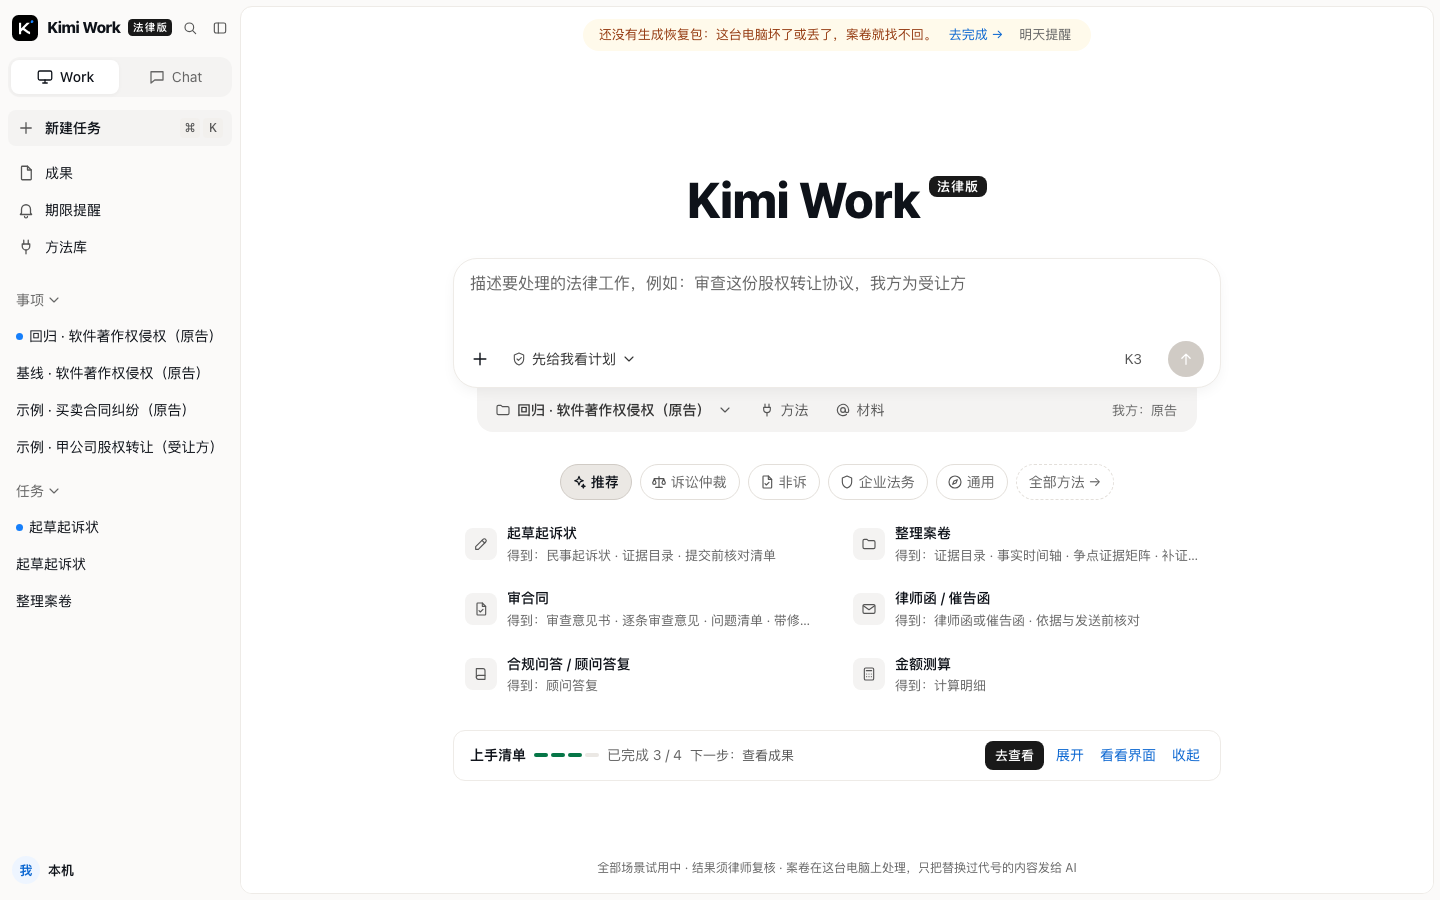 Kimi Work 法律版
Work Chat
新建任务 ⌘ K
成果
期限提醒
方法库
事项
回归 · 软件著作权侵权（原告）
基线 · 软件著作权侵权（原告）
示例 · 买卖合同纠纷（原告）
示例 · 甲公司股权转让（受让方）
任务
起草起诉状
起草起诉状
整理案卷
我 本机
还没有生成恢复包：这台电脑坏了或丢了，案卷就找不回。 去完成 → 明天提醒
Kimi Work 法律版
描述要处理的法律工作，例如：审查这份股权转让协议，我方为受让方
先给我看计划 K3
回归 · 软件著作权侵权（原告） 方法 材料 我方：原告
推荐 诉讼仲裁 非诉 企业法务 通用 全部方法 →
起草起诉状
得到：民事起诉状 · 证据目录 · 提交前核对清单
整理案卷
得到：证据目录 · 事实时间轴 · 争点证据矩阵 · 补证...
审合同
得到：审查意见书 · 逐条审查意见 · 问题清单 · 带修...
律师函 / 催告函
得到：律师函或催告函 · 依据与发送前核对
合规问答 / 顾问答复
得到：顾问答复
金额测算
得到：计算明细
上手清单 已完成 3 / 4 下一步：查看成果 去查看 展开 看看界面 收起
全部场景试用中 · 结果须律师复核 · 案卷在这台电脑上处理，只把替换过代号的内容发给 AI